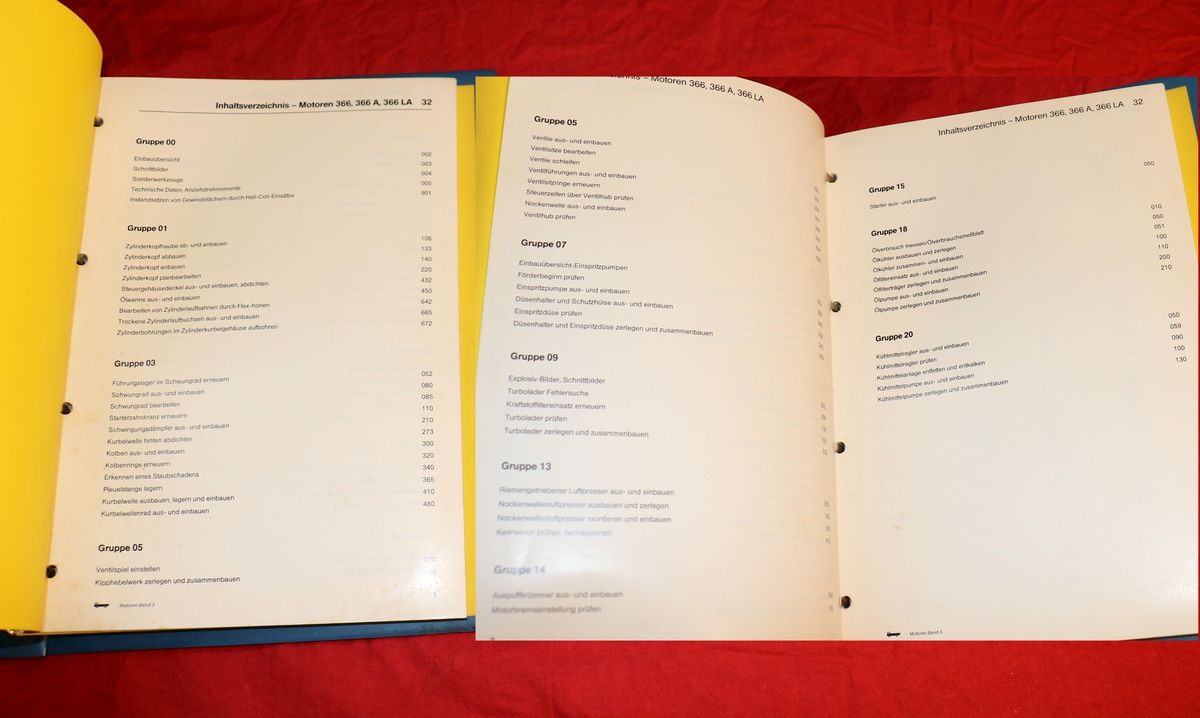 Inhaltsverzeichnis – Motoren 366, 366 A, 366 LA 32
Gruppe 00
Einbauübersicht 002
Schnittbilder 003
Sonderwerkzeuge 004
Technische Daten, Anziehdrehmomente 005
Instandsetzen von Gewindelöchern durch Heli-Coil-Einsätze 901
Gruppe 01
Zylinderkopfhaube ab- und anbauen 106
Zylinderkopf abbauen 133
Zylinderkopf anbauen 140
Zylinderkopf planbearbeiten 220
Steuergehäusedeckel aus- und einbauen, abdichten 432
Ölwanne aus- und einbauen 450
Bearbeiten von Zylinderlaufbahnen durch Flex-honen 642
Trockene Zylinderlaufbuchsen aus- und einbauen 665
Zylinderbohrungen im Zylinderkurbelgehäuse aufbohren 672
Gruppe 03
Führungslager im Schwungrad erneuern 052
Schwungrad aus- und einbauen 080
Schwungrad bearbeiten 085
Starterzahnkranz erneuern 110
Schwingungsdämpfer aus- und einbauen 210
Kurbelwelle hinten abdichten 273
Kolben aus- und einbauen 300
Kolbenringe erneuern 320
Erkennen eines Staubschadens 340
Pleuelstange lagern 365
Kurbelwelle ausbauen, lagern und einbauen 410
Kurbelwellenrad aus- und einbauen 480
Gruppe 05
Ventilspiel einstellen
Kipphebelwerk zerlegen und zusammenbauen
Motoren Band 3 1
– Motoren 366, 366 A, 366 LA
Gruppe 05
Ventile aus- und einbauen
Ventilsitze bearbeiten
Ventile schleifen
Ventilführungen aus- und einbauen
Ventilsitzringe erneuern
Steuerzeiten über Ventilhub prüfen
Nockenwelle aus- und einbauen
Ventilhub prüfen
Gruppe 07
Einbauübersicht-Einspritzpumpen
Förderbeginn prüfen
Einspritzpumpe aus- und einbauen
Düsenhalter und Schutzhülse aus- und einbauen
Einspritzdüse prüfen
Düsenhalter und Einspritzdüse zerlegen und zusammenbauen
Gruppe 09
Explosiv-Bilder, Schnittbilder
Turbolader Fehlersuche
Kraftstoffiltereinsatz erneuern
Turbolader prüfen
Turbolader zerlegen und zusammenbauen
Gruppe 13
Riemengetriebener Luftpresser aus- und einbauen
Nockenwellenluftpresser ausbauen und zerlegen
Nockenwellenluftpresser montieren und einbauen
Keilriemen prüfen, nachspannen
Gruppe 14
Auspuffkrümmer aus- und einbauen
Motorbremseinstellung prüfen
Inhaltsverzeichnis – Motoren 366, 366 A, 366 LA 32
Gruppe 15
Starter aus- und einbauen 050
Gruppe 18
Ölverbrauch messen/Ölverbrauchsmeßblatt 010
Ölkühler ausbauen und zerlegen 050
Ölkühler zusammen- und einbauen 051
Ölfiltereinsatz aus- und einbauen 100
Ölfilterträger zerlegen und zusammenbauen 110
Ölpumpe aus- und einbauen 200
Ölpumpe zerlegen und zusammenbauen 210
Gruppe 20
Kühlmittelregler aus- und einbauen 050
Kühlmittelregler prüfen 059
Kühlmittelanlage entfetten und entkalken 090
Kühlmittelpumpe aus- und einbauen 100
Kühlmittelpumpe zerlegen und zusammenbauen 130
Motoren Band 3